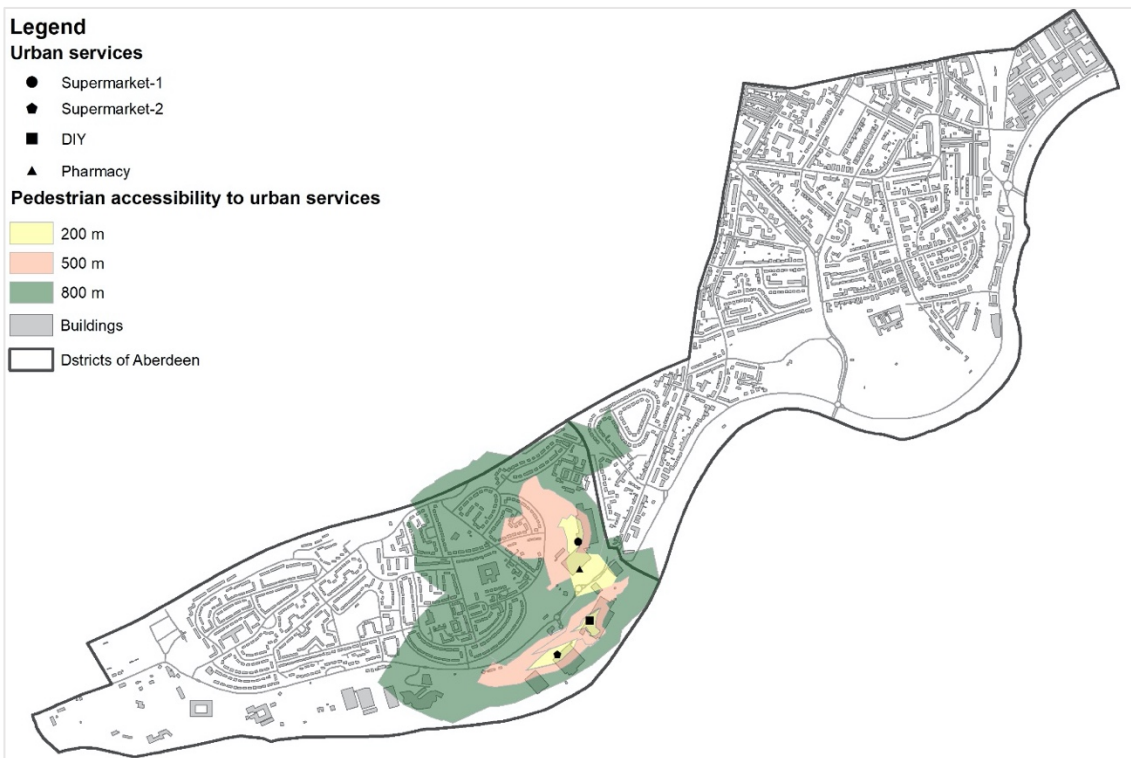 Legend
Urban services
Supermarket-1
Supermarket-2
DIY
Pharmacy
Pedestrian accessibility to urban services
200 m
500 m
800 m
Buildings
Dstricts of Aberdeen